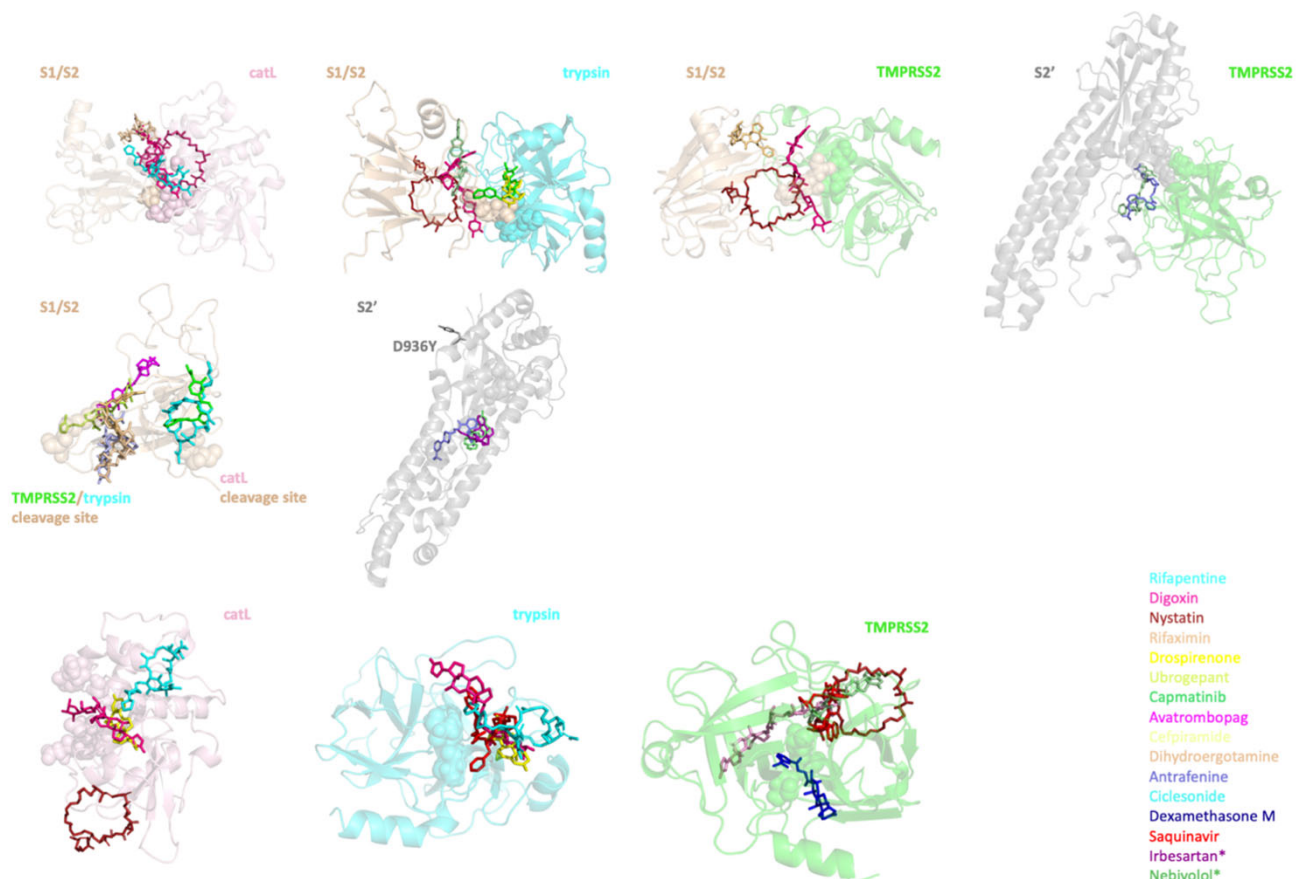 S1/S2 catL
S1/S2 trypsin
S1/S2 TMPRSS2
S2’ TMPRSS2
S1/S2
TMPRSS2/trypsin
cleavage site
catL
cleavage site
S2’
D936Y
catL
trypsin
TMPRSS2
Rifapentine
Digoxin
Nystatin
Rifaximin
Drospirenone
Ubrogepant
Capmatinib
Avatrombopag
Cefpiramide
Dihydroergotamine
Antrafenine
Ciclesonide
Dexamethasone M
Saquinavir
Irbesartan*
Nebivolol*